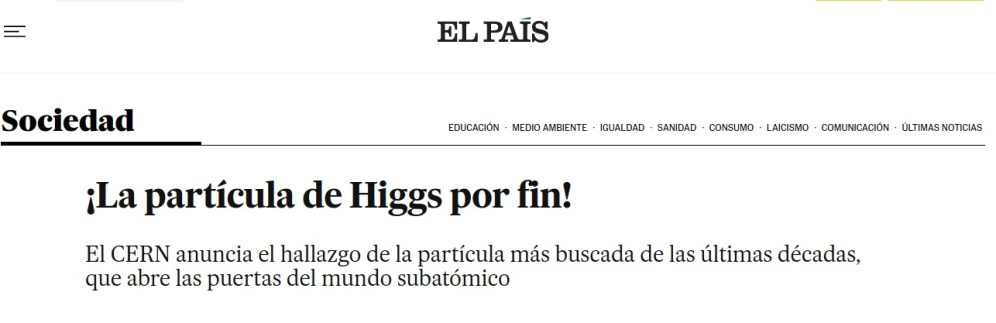 EL PAÍS
Sociedad
EDUCACIÓN · MEDIO AMBIENTE · IGUALDAD · SANIDAD · CONSUMO · LAICISMO · COMUNICACIÓN · ÚLTIMAS NOTICIAS
¡La partícula de Higgs por fin!
El CERN anuncia el hallazgo de la partícula más buscada de las últimas décadas,
que abre las puertas del mundo subatómico